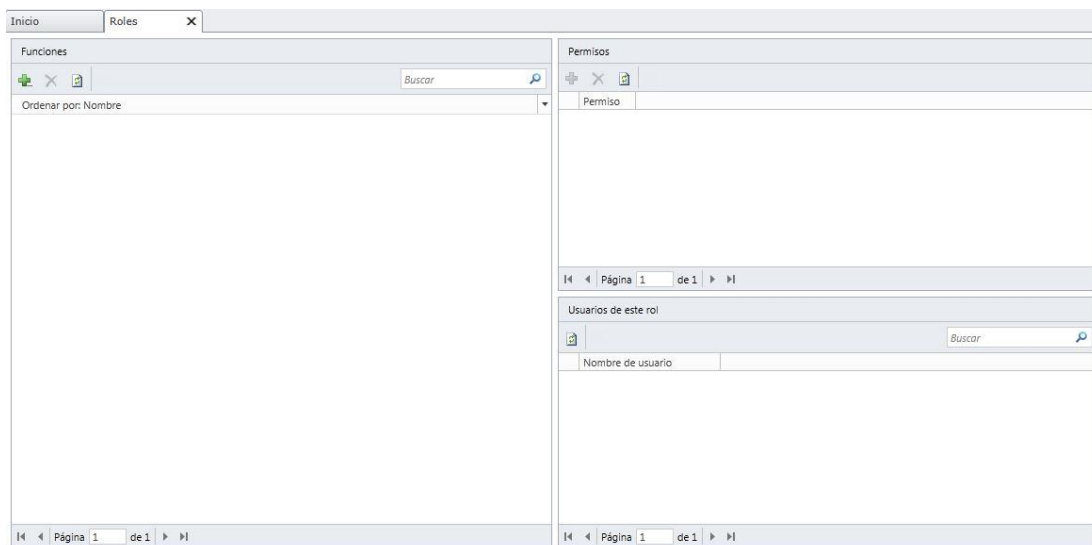 Inicio
Roles
Funciones
Buscar
Ordenar por: Nombre
Página 1 de 1
Permisos
Permiso
Página 1 de 1
Usuarios de este rol
Buscar
Nombre de usuario
Página 1 de 1